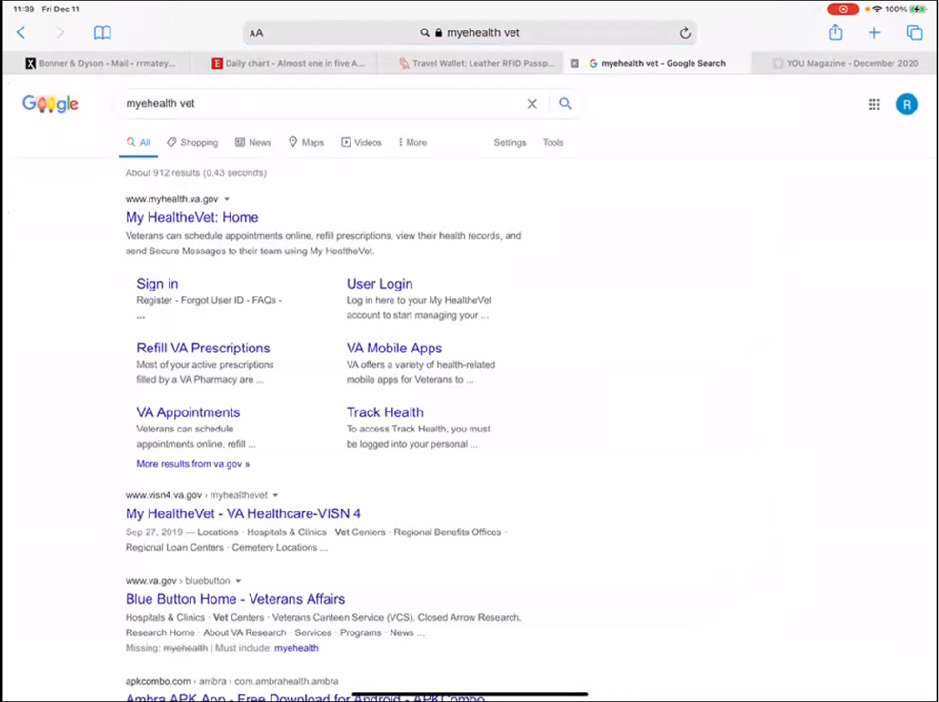 11:39 Fri Dec 11
100%
AA
myehealth vet
Bonner & Dyson - Mail - rrmatey...
Daily chart - Almost one in five A...
Travel Wallet: Leather RFID Passp...
myehealth vet - Google Search
YOU Magazine - December 2020
Google
myehealth vet
R
All
Shopping
News
Maps
Videos
More
Settings
Tools
About 912 results (0.43 seconds)
www.myhealth.va.gov
My HealtheVet: Home
Veterans can schedule appointments online, refill prescriptions, view their health records, and
send Secure Messages to their team using My HealtheVet.
Sign in
Register - Forgot User ID - FAQs -
...
User Login
Log in here to your My HealtheVet
account to start managing your ...
Refill VA Prescriptions
Most of your active prescriptions
filled by a VA Pharmacy are ...
VA Mobile Apps
VA offers a variety of health-related
mobile apps for Veterans to ...
VA Appointments
Veterans can schedule
appointments online, refill ...
Track Health
To access Track Health, you must
be logged into your personal ...
More results from va.gov »
www.visn4.va.gov › myhealthevet
My HealtheVet - VA Healthcare-VISN 4
Sep 27, 2019 — Locations · Hospitals & Clinics · Vet Centers · Regional Benefits Offices ·
Regional Loan Centers · Cemetery Locations ...
www.va.gov › bluebutton
Blue Button Home - Veterans Affairs
Hospitals & Clinics · Vet Centers · Veterans Canteen Service (VCS). Closed Arrow Research.
Research Home · About VA Research · Services · Programs · News ...
Missing: myehealth | Must include: myehealth
apkcombo.com › ambra › com.ambrahealth.ambra
Ambra APK App - Free Download for Android - APKCombo